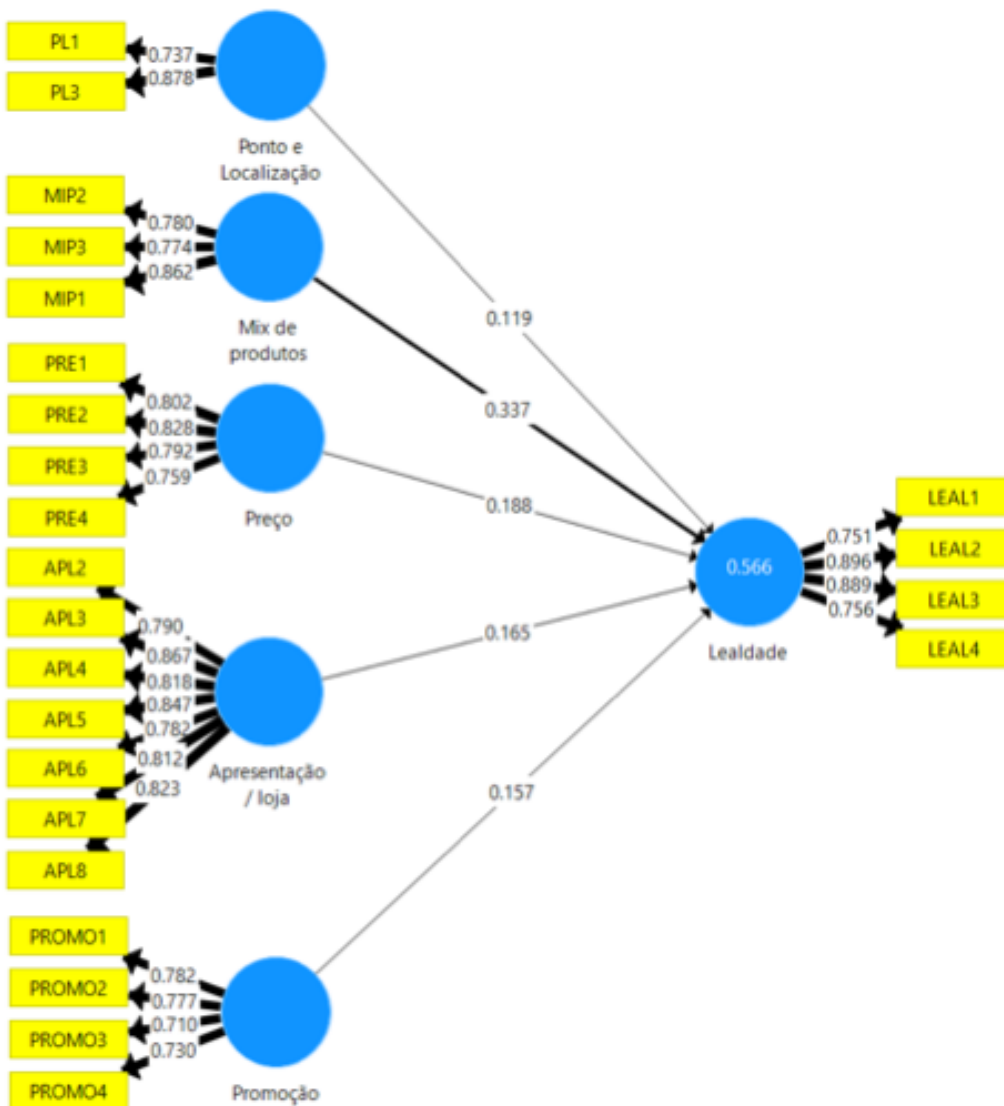 PL1
0.737
PL3
0.878
Ponto e
Localização
MIP2
0.780
MIP3
0.774
MIP1
0.862
Mix de
produtos
0.119
0.337
PRE1
0.802
PRE2
0.828
PRE3
0.792
PRE4
0.759
Preço
0.188
APL2
0.790
APL3
0.867
APL4
0.818
APL5
0.847
APL6
0.782
APL7
0.812
APL8
0.823
Apresentação
/ loja
0.165
0.566
Lealdade
LEAL1
0.751
LEAL2
0.896
LEAL3
0.889
LEAL4
0.756
0.157
PROMO1
0.782
PROMO2
0.777
PROMO3
0.710
PROMO4
0.730
Promoção